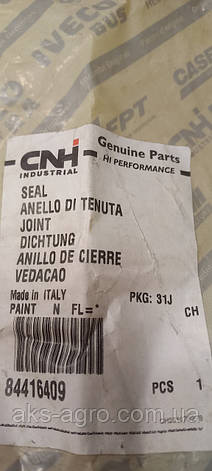 IVECO
BUS
CASE
CNH
INDUSTRIAL
Genuine Parts
HI PERFORMANCE
SEAL
ANELLO DI TENUTA
JOINT
DICHTUNG
ANILLO DE CIERRE
VEDACAO
Made in ITALY
PKG: 31J
PAINT N FL=*
CH
84416409
PCS 1
aks-agro.com.ua